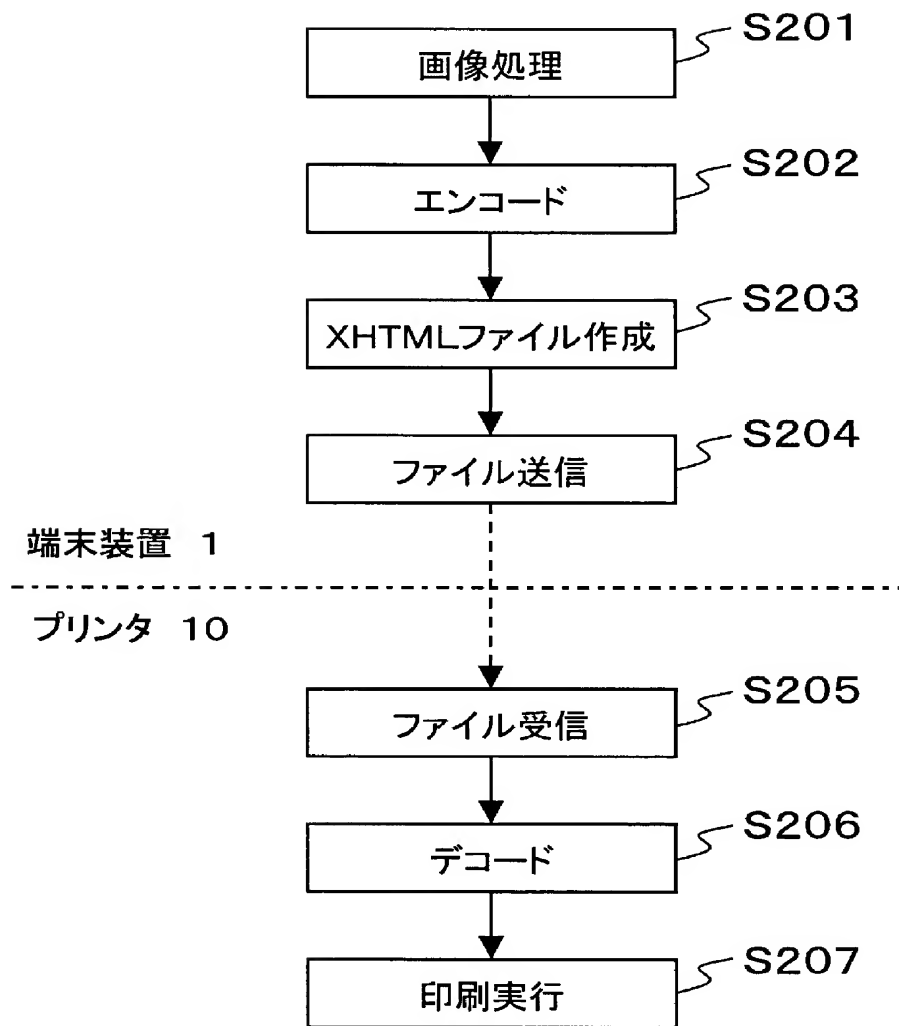 S201
画像処理
S202
エンコード
S203
XHTMLファイル作成
S204
ファイル送信
端末装置 1
プリンタ 10
S205
ファイル受信
S206
デコード
S207
印刷実行